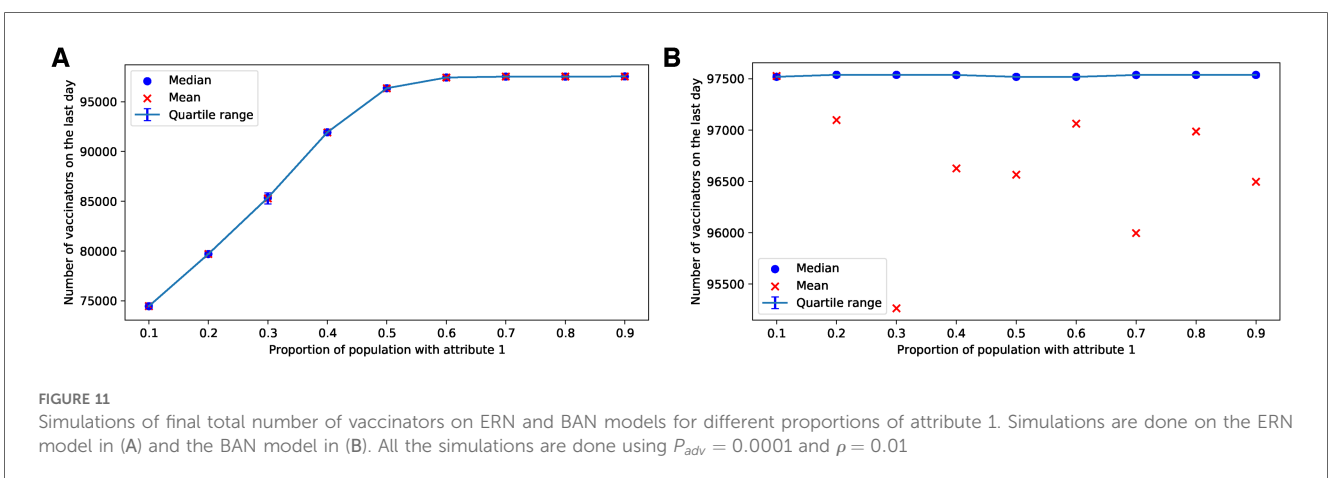 A
Median
Mean
Quartile range
Number of vaccinators on the last day
95000
90000
85000
80000
75000
0.1 0.2 0.3 0.4 0.5 0.6 0.7 0.8 0.9
Proportion of population with attribute 1
B
97500
97000
96500
96000
95500
Number of vaccinators on the last day
Median
Mean
Quartile range
0.1 0.2 0.3 0.4 0.5 0.6 0.7 0.8 0.9
Proportion of population with attribute 1
FIGURE 11
Simulations of final total number of vaccinators on ERN and BAN models for different proportions of attribute 1. Simulations are done on the ERN
model in (A) and the BAN model in (B). All the simulations are done using P_adv = 0.0001 and ρ = 0.01